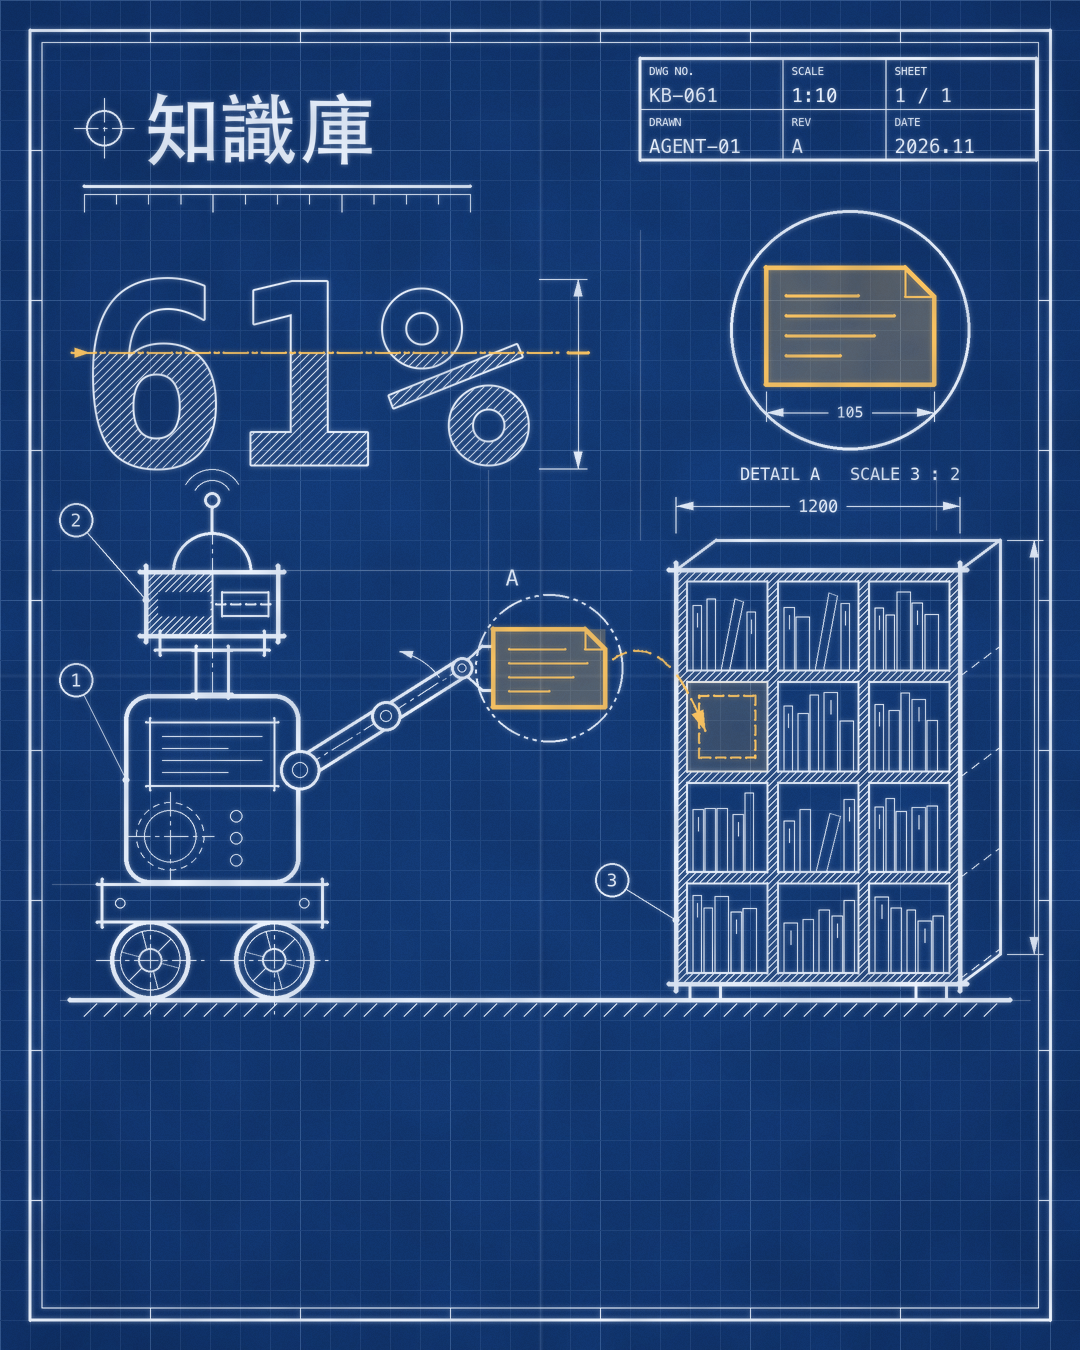 知識庫
DWG NO. SCALE SHEET
KB-061 1:10 1 / 1
DRAWN REV DATE
AGENT-01 A 2026.11
61%
105
DETAIL A SCALE 3 : 2
1200
2
A
1
3